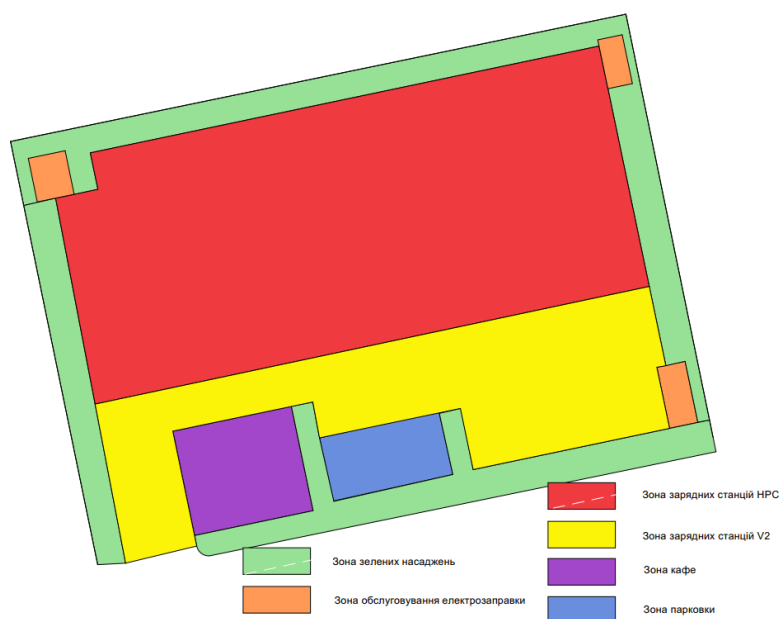 Зона зарядних станцій HPC
Зона зарядних станцій V2
Зона зелених насаджень
Зона кафе
Зона обслуговування електрозаправки
Зона парковки